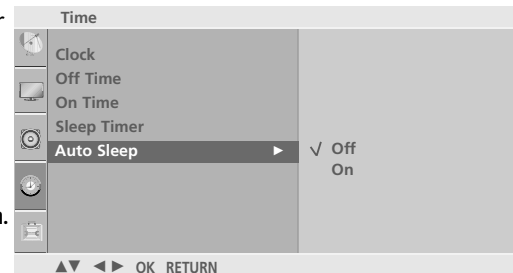 r
Time
Clock
Off Time
On Time
Sleep Timer
Auto Sleep ► √ Off
On
n.
▲▼ ◄ ► OK RETURN